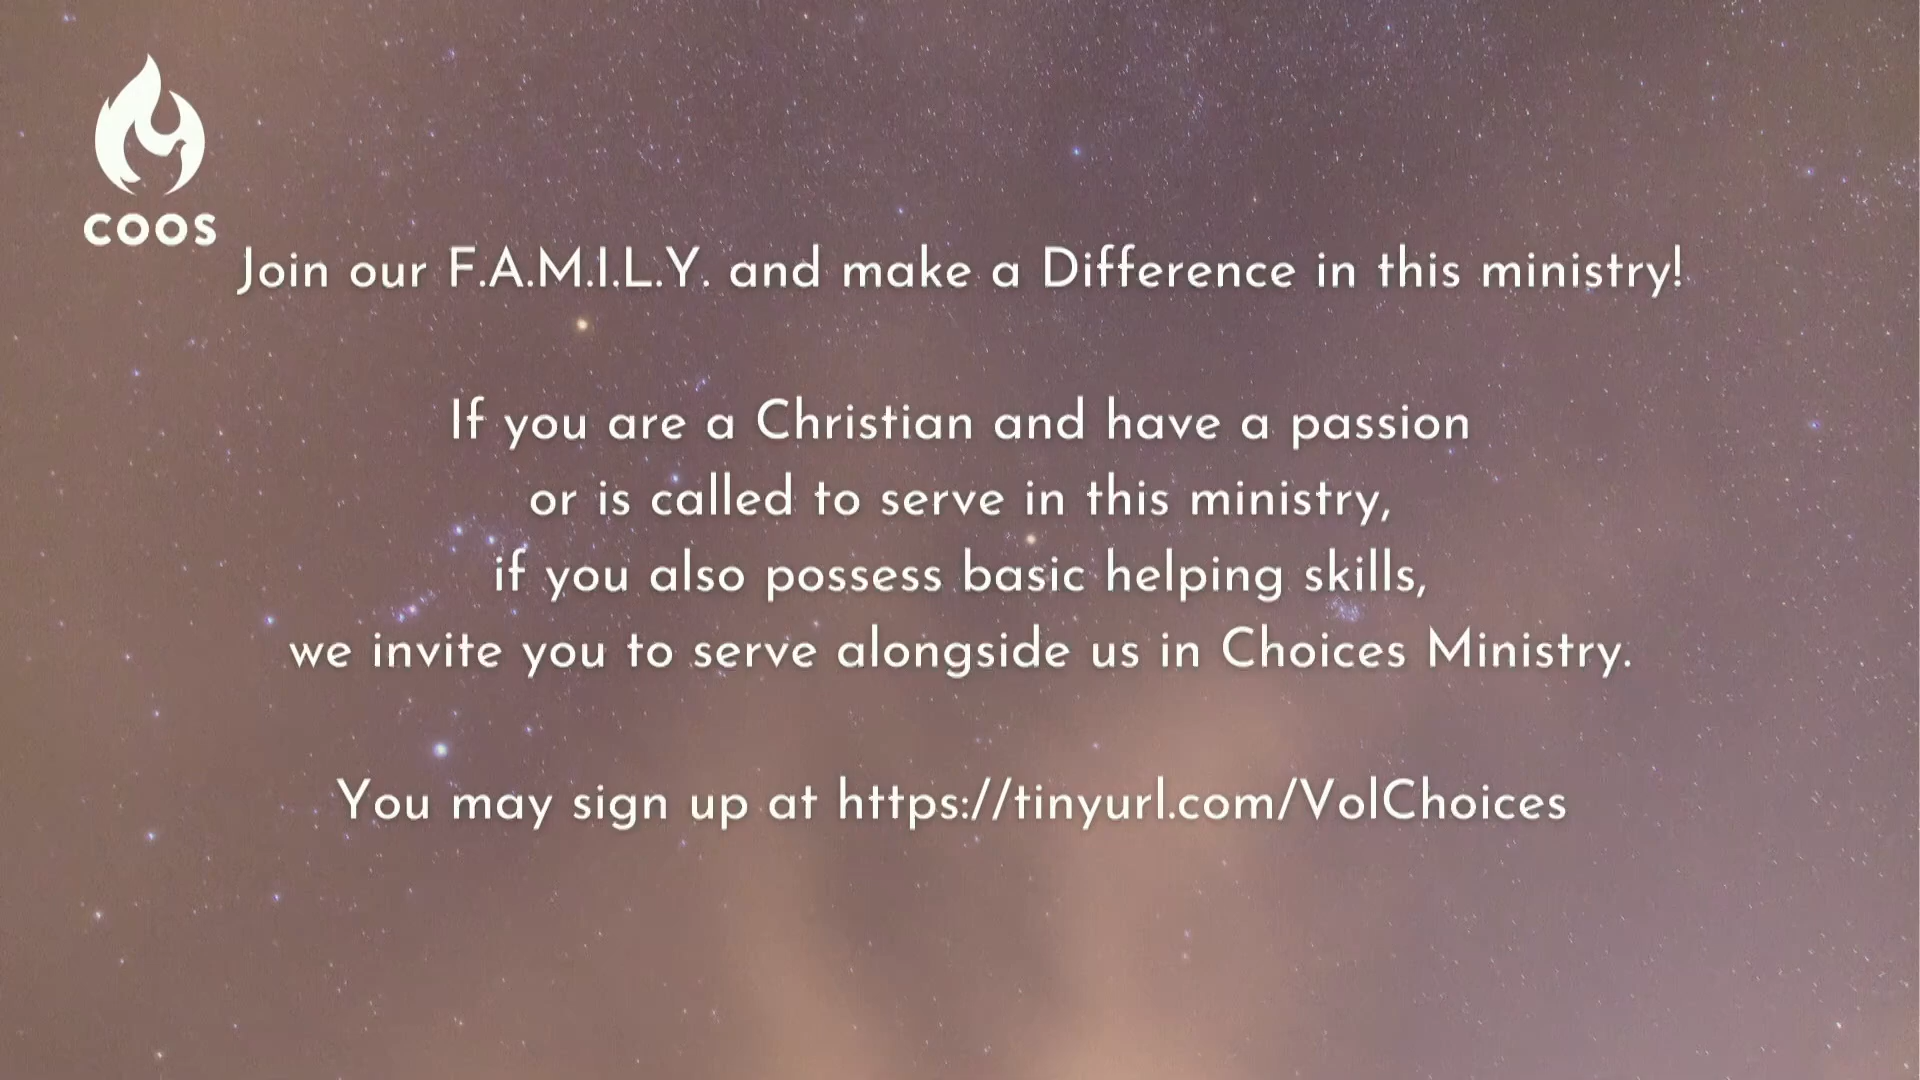 COOS
Join our F.A.M.I.L.Y. and make a Difference in this ministry!
If you are a Christian and have a passion
or is called to serve in this ministry,
if you also possess basic helping skills,
we invite you to serve alongside us in Choices Ministry.
You may sign up at https://tinyurl.com/VolChoices